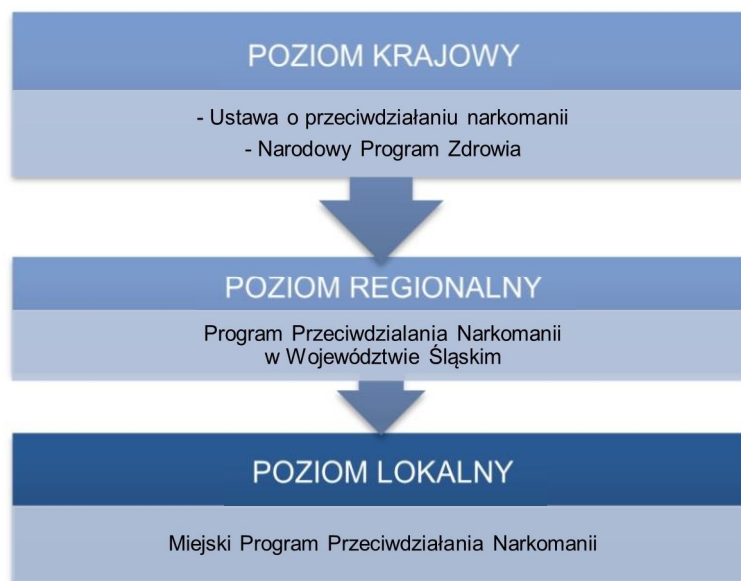 POZIOM KRAJOWY
- Ustawa o przeciwdziałaniu narkomanii
- Narodowy Program Zdrowia
POZIOM REGIONALNY
Program Przeciwdzialania Narkomanii
w Województwie Śląskim
POZIOM LOKALNY
Miejski Program Przeciwdziałania Narkomanii